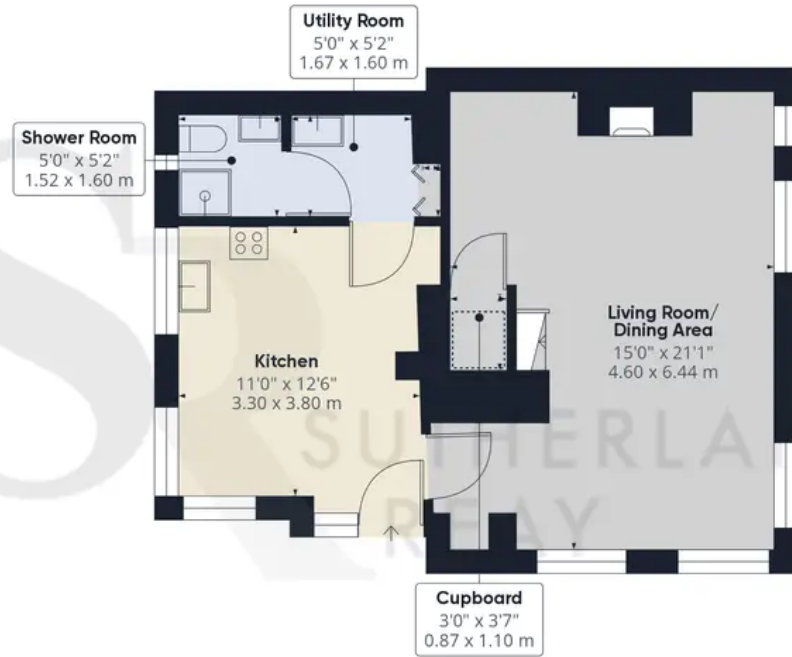 Utility Room
5'0" x 5'2"
1.67 x 1.60 m
Shower Room
5'0" x 5'2"
1.52 x 1.60 m
Living Room/
Dining Area
15'0" x 21'1"
4.60 x 6.44 m
Kitchen
11'0" x 12'6"
3.30 x 3.80 m
SUTHERLA
REAY
Cupboard
3'0" x 3'7"
0.87 x 1.10 m